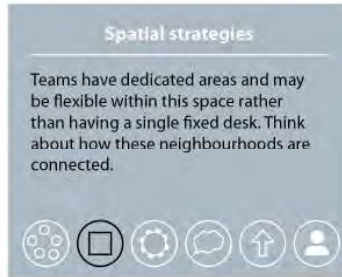 Spatial strategies
Teams have dedicated areas and may
be flexible within this space rather
than having a single fixed desk. Think
about how these neighbourhoods are
connected.